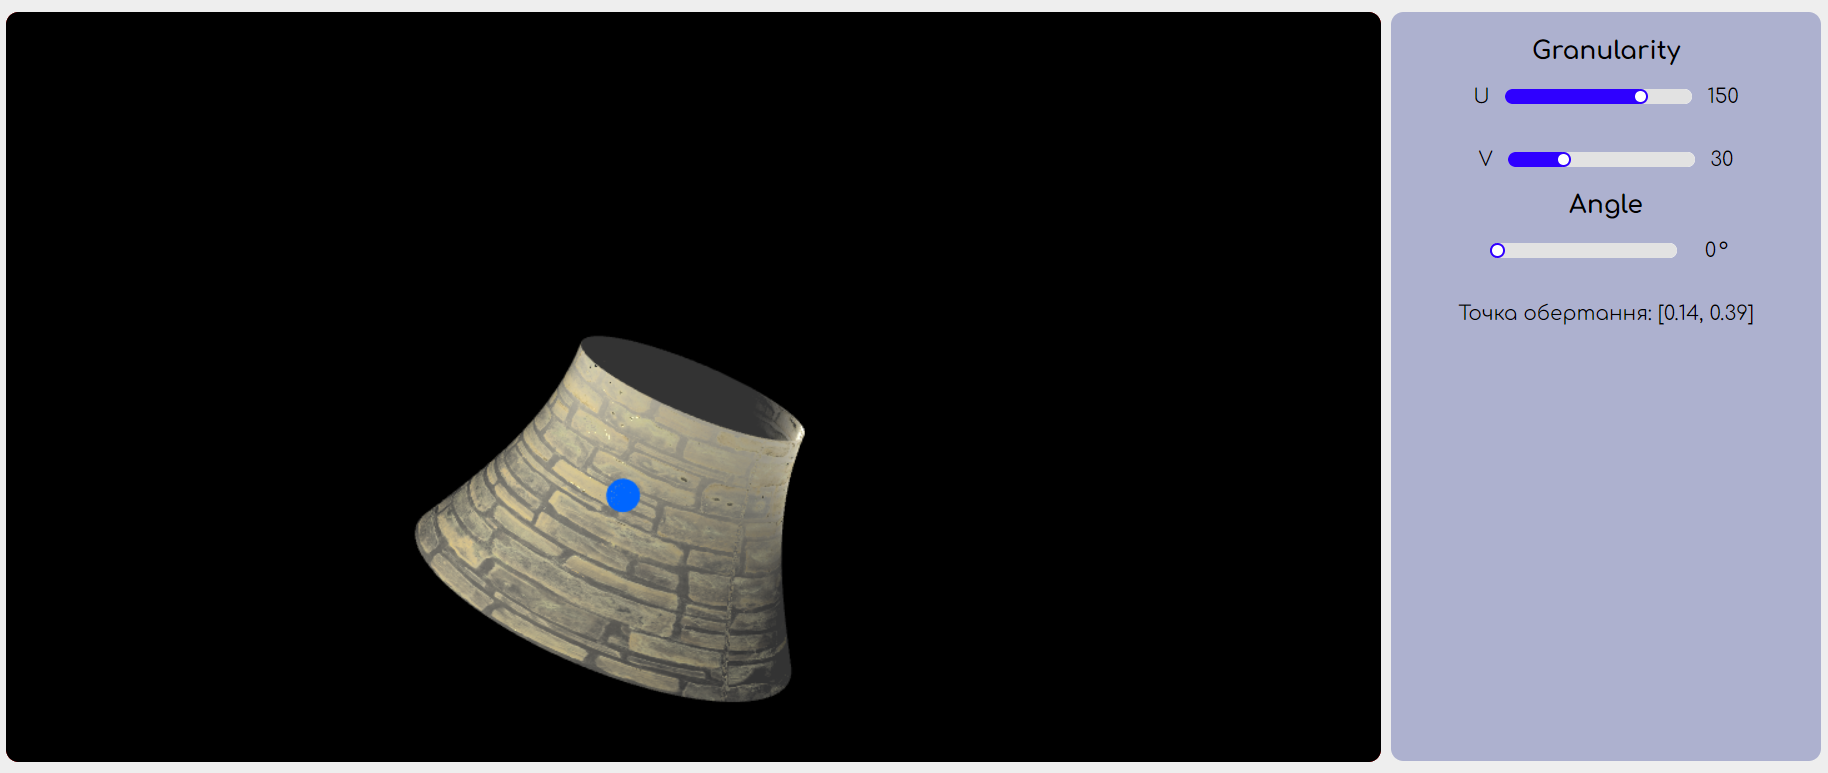 Granularity
U 150
V 30
Angle
0°
Точка обертання: [0.14, 0.39]